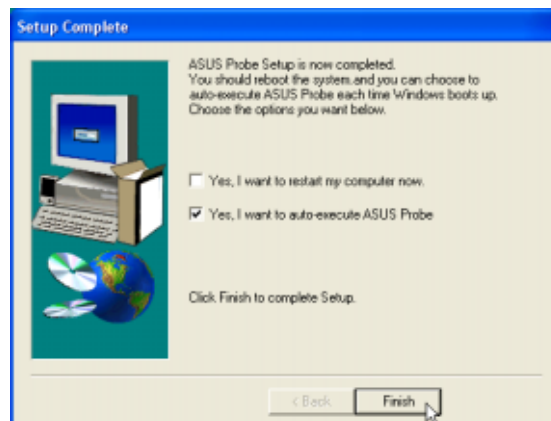 Setup Complete
ASUS Probe Setup is now completed.
You should reboot the system and you can choose to
auto-execute ASUS Probe each time Windows boots up.
Choose the options you want below.
Yes, I want to restart my computer now.
Yes, I want to auto-execute ASUS Probe
Click Finish to complete Setup.
< Back
Finish